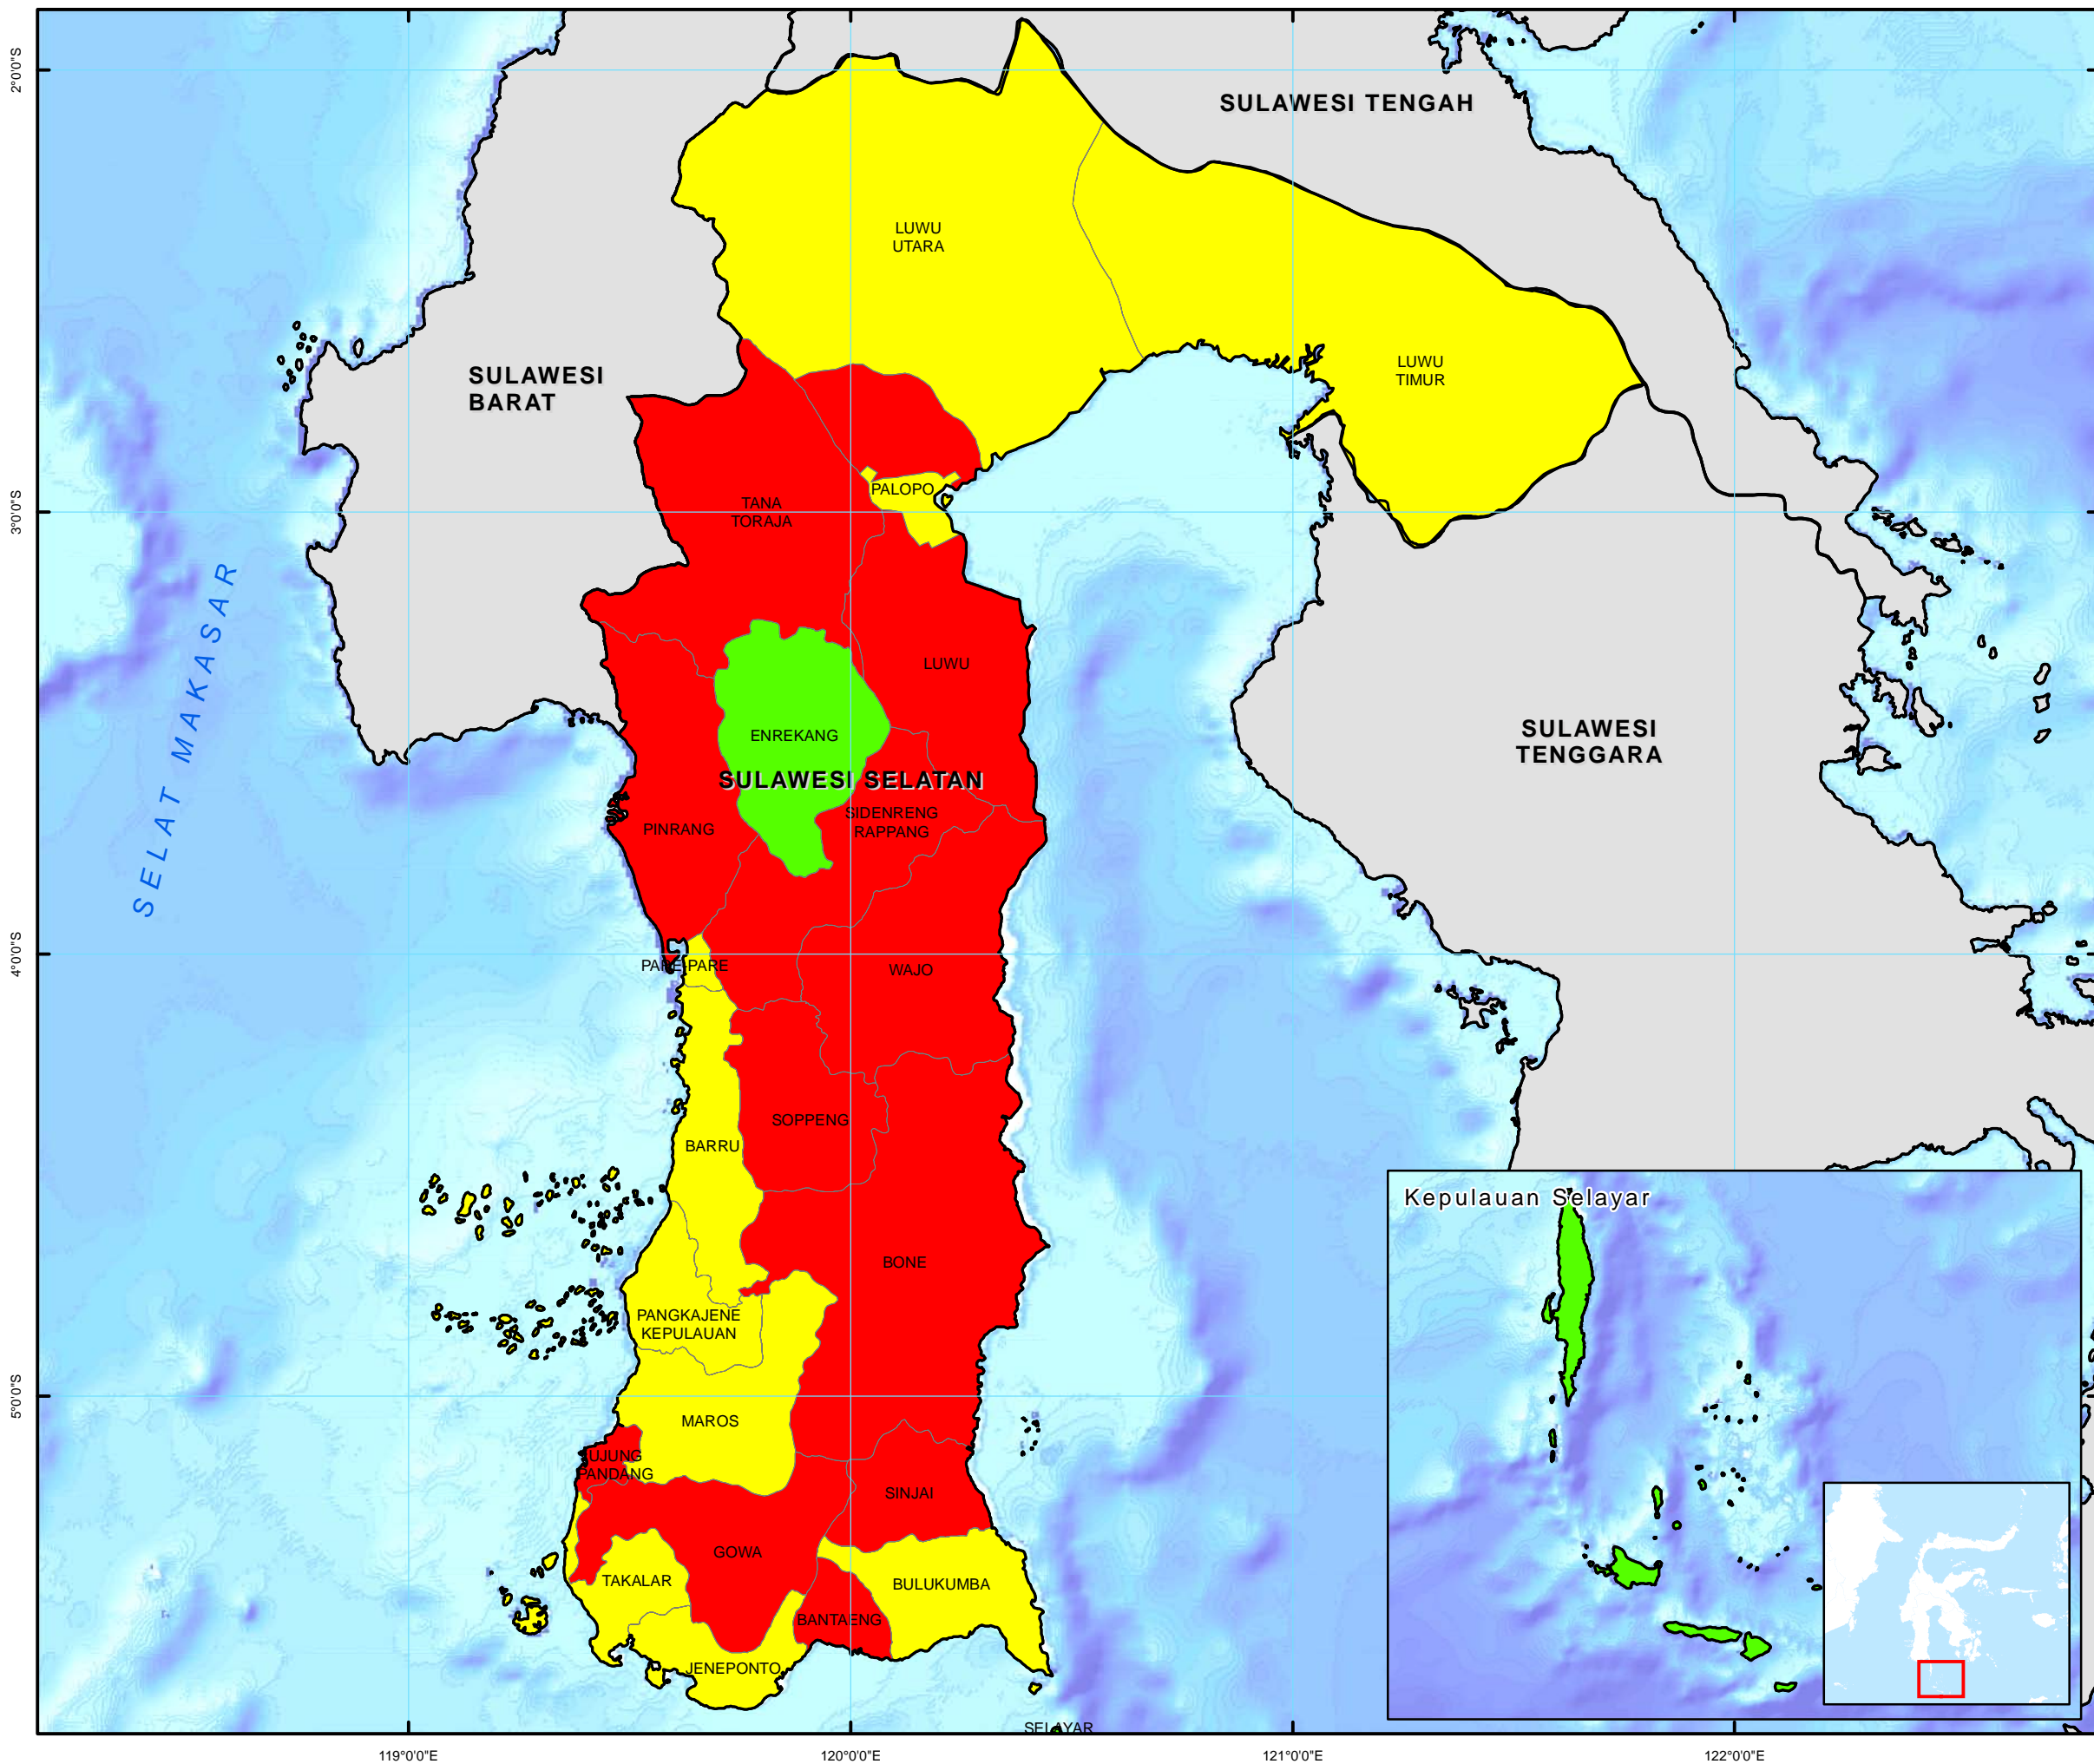 2°0'0"S
3°0'0"S
4°0'0"S
5°0'0"S
SULAWESI TENGAH
LUWU
UTARA
LUWU
TIMUR
SULAWESI
BARAT
PALOPO
TANA
TORAJA
SELAT MAKASAR
LUWU
ENREKANG
SULAWESI
TENGGARA
SULAWESI SELATAN
SIDENRENG
RAPPANG
PINRANG
PARE PARE
WAJO
SOPPENG
BARRU
Kepulauan Selayar
BONE
PANGKAJENE
KEPULAUAN
MAROS
UJUNG
PANDANG
SINJAI
GOWA
TAKALAR
BULUKUMBA
BANTAENG
JENEPONTO
SELAYAR
119°0'0"E
120°0'0"E
121°0'0"E
122°0'0"E